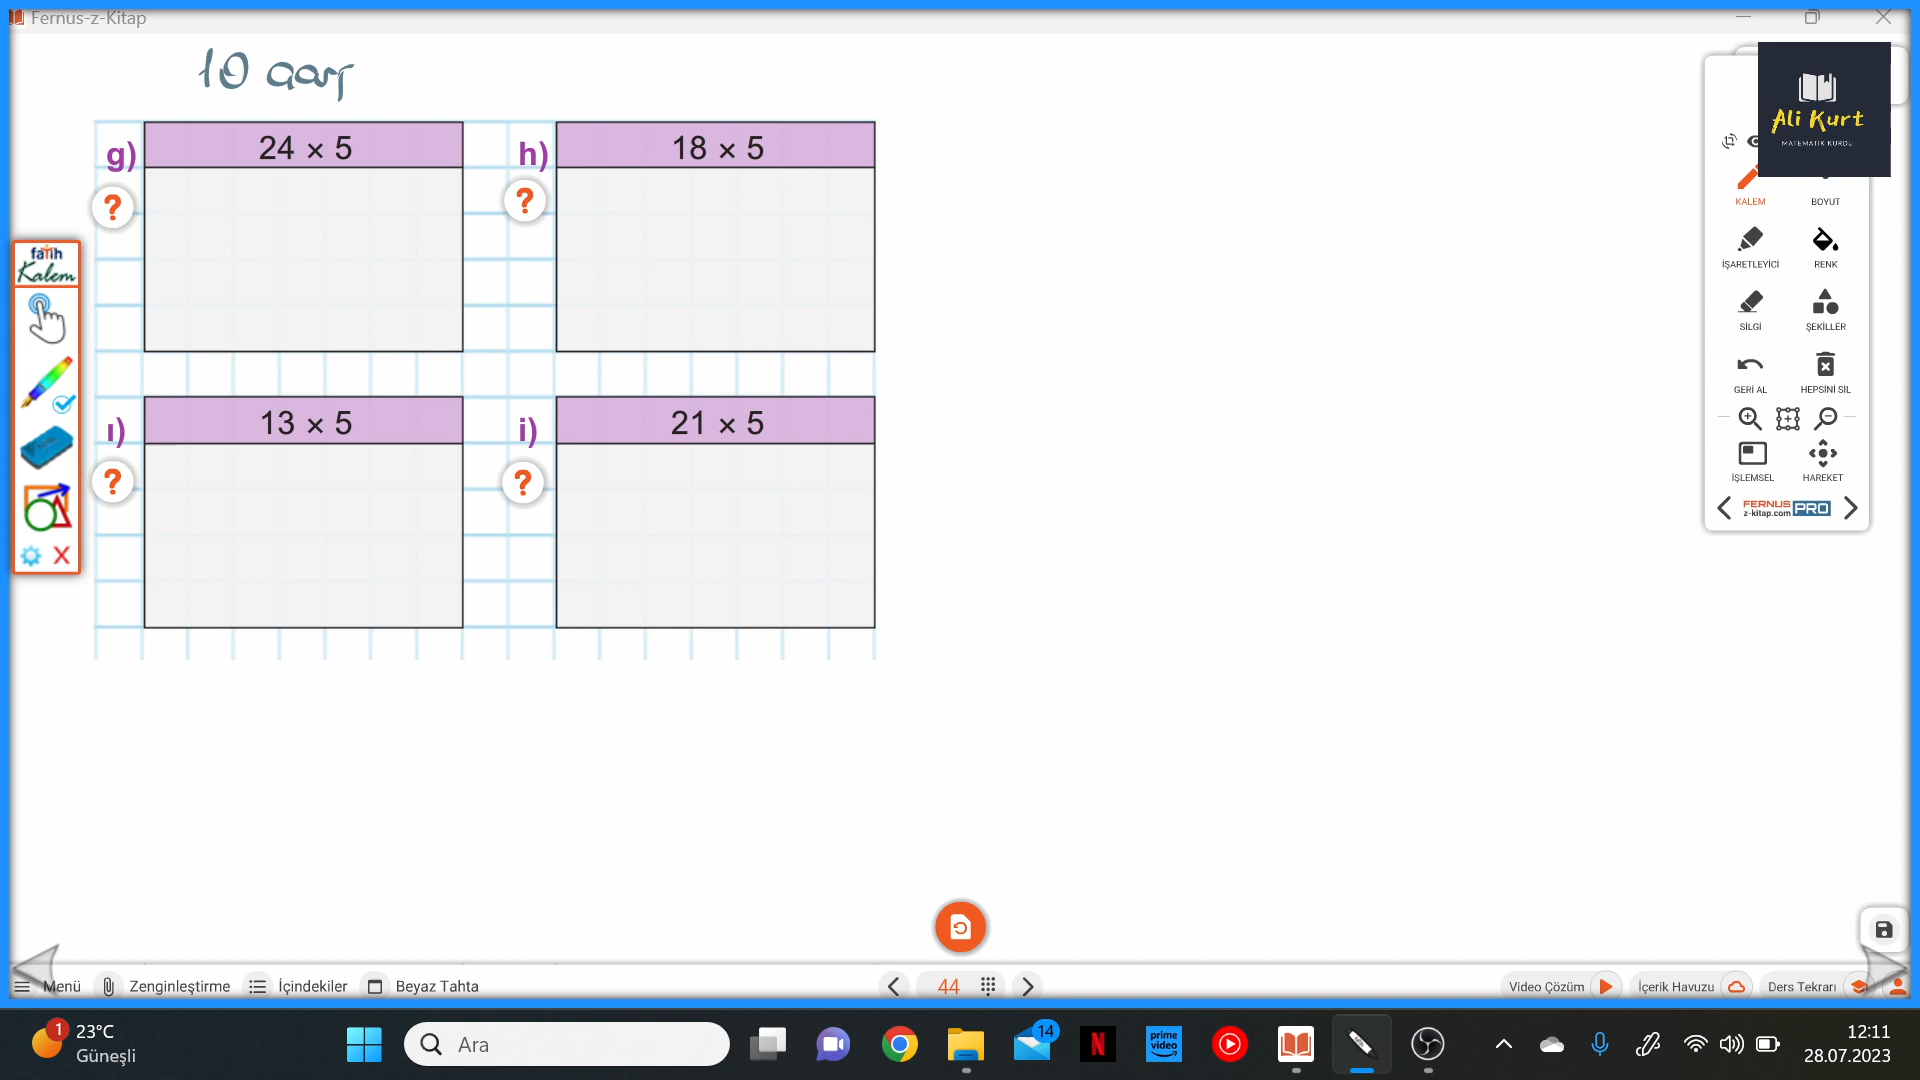 Fernus-z-Kitap
10 çarp
g) 24 × 5
h) 18 × 5
?
?
ı) 13 × 5
i) 21 × 5
?
?
fatih
Kalem
Ali Kurt
MATEMATİK KURDU
KALEM
BOYUT
İŞARETLEYİCİ
RENK
SİLGİ
ŞEKİLLER
GERİ AL
HEPSİNİ SİL
İŞLEMSEL
HAREKET
FERNUS
z-kitap.com
PRO
Menü
Zenginleştirme
İçindekiler
Beyaz Tahta
44
Video Çözüm
İçerik Havuzu
Ders Tekrarı
1
23°C
Güneşli
Ara
14
N
prime
video
12:11
28.07.2023